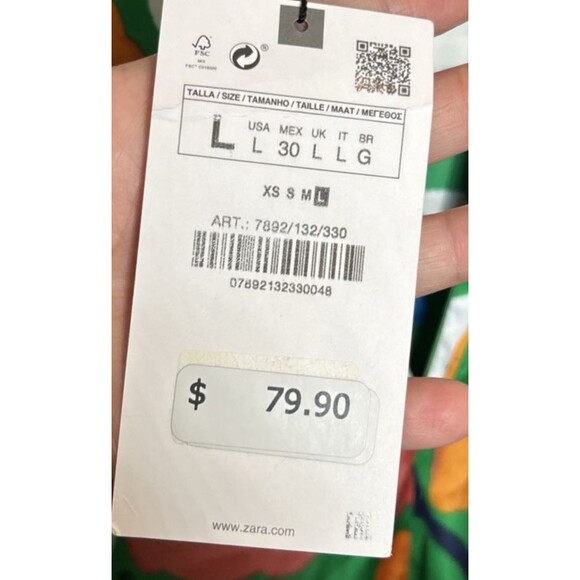 FSC
MIX
TALLA / SIZE / TAMANHO / TAILLE / MAAT / ΜΕΓΕΘΟΣ
L
USA MEX UK IT BR
L 30 L L G
XS S M L
ART.: 7892/132/330
07892132330048
$ 79.90
www.zara.com